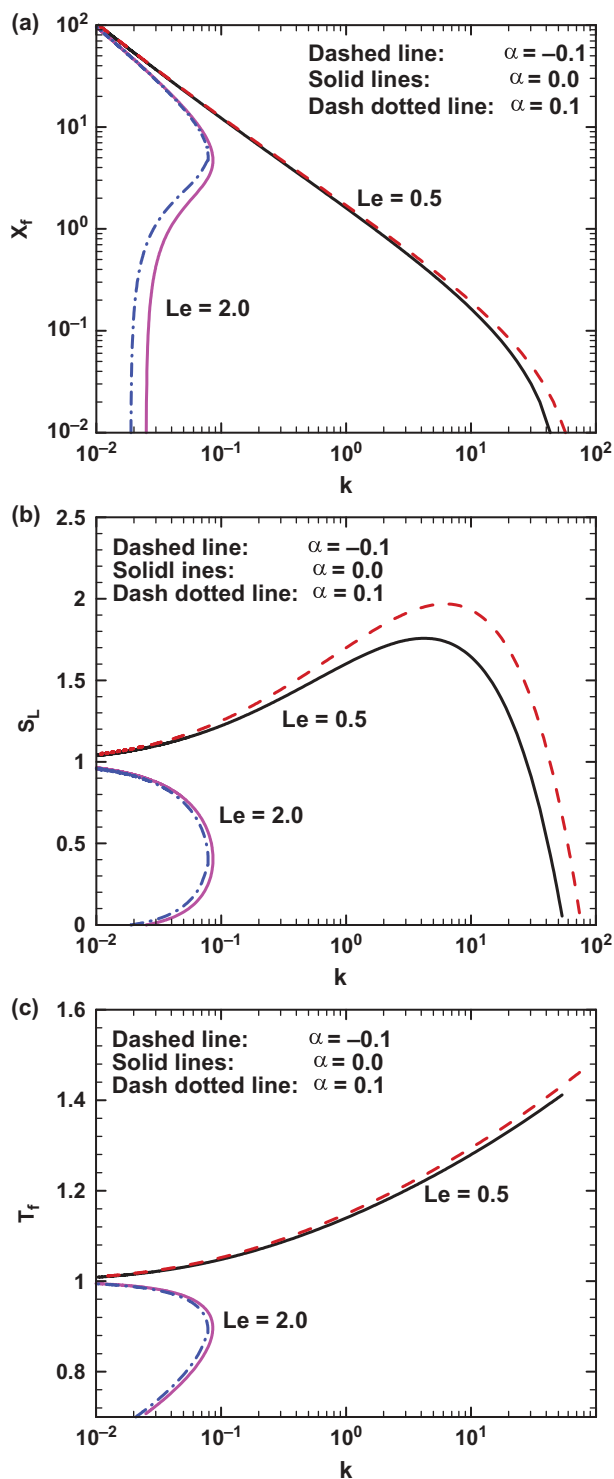 (a)
10²
Dashed line: α = –0.1
Solid lines: α = 0.0
Dash dotted line: α = 0.1
10¹
Le = 0.5
X_f
10⁰
Le = 2.0
10⁻¹
10⁻²
10⁻² 10⁻¹ 10⁰ 10¹ 10²
k
(b)
2.5
Dashed line: α = –0.1
Solidl ines: α = 0.0
Dash dotted line: α = 0.1
2
1.5
Le = 0.5
S_L
1
Le = 2.0
0.5
0
10⁻² 10⁻¹ 10⁰ 10¹ 10²
k
(c)
1.6
Dashed line: α = –0.1
Solid lines: α = 0.0
Dash dotted line: α = 0.1
1.4
1.2
Le = 0.5
T_f
1
Le = 2.0
0.8
10⁻² 10⁻¹ 10⁰ 10¹ 10²
k